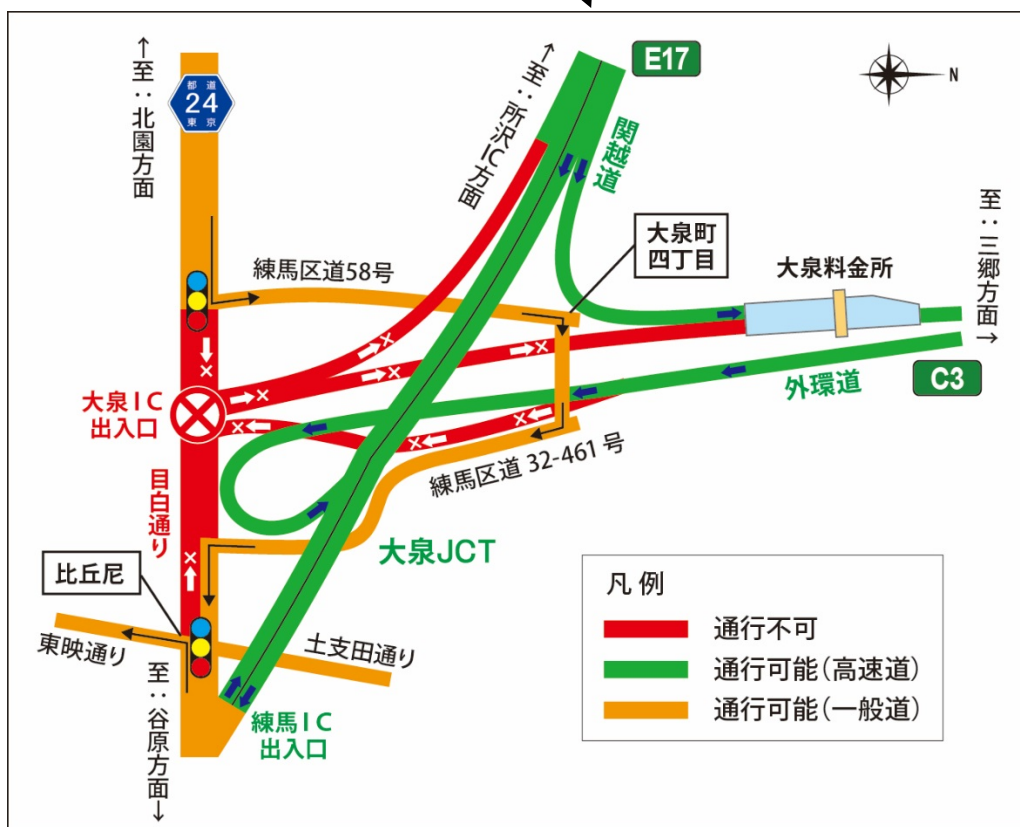 E17
N
←至：北園方面
都道
24
東京
←至：所沢IC方面
関越道
至：三郷方面→
大泉町
四丁目
大泉料金所
練馬区道58号
C3
外環道
大泉IC
出入口
練馬区道 32-461 号
目白通り
大泉JCT
比丘尼
東映通り
土支田通り
至：谷原方面→
練馬IC
出入口
凡 例
通行不可
通行可能（高速道）
通行可能（一般道）